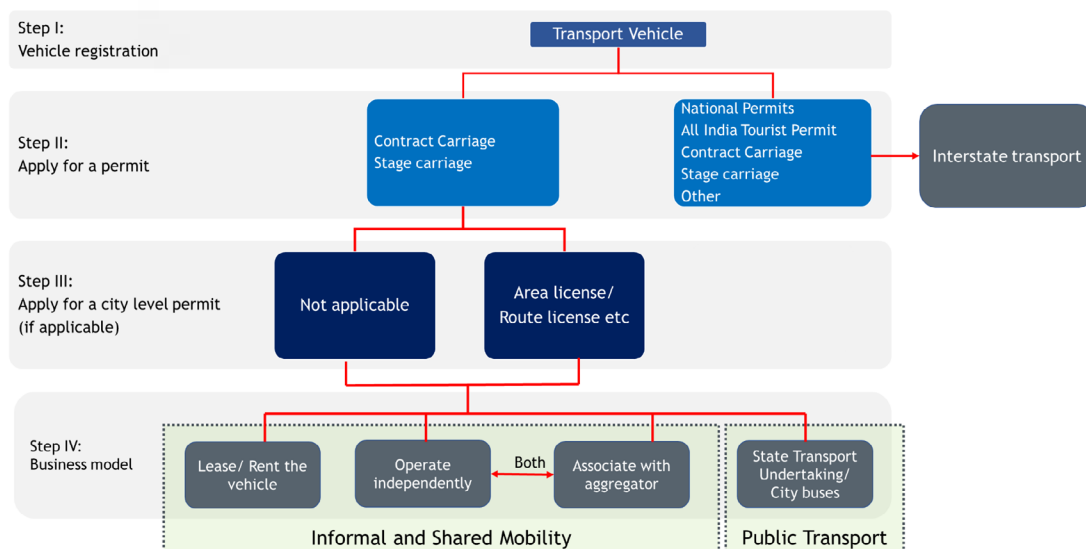 Step I:
Vehicle registration
Transport Vehicle
Step II:
Apply for a permit
Contract Carriage
Stage carriage
National Permits
All India Tourist Permit
Contract Carriage
Stage carriage
Other
Interstate transport
Step III:
Apply for a city level permit
(if applicable)
Not applicable
Area license/
Route license etc
Step IV:
Business model
Lease/ Rent the
vehicle
Operate
independently
Both
Associate with
aggregator
State Transport
Undertaking/
City buses
Informal and Shared Mobility
Public Transport